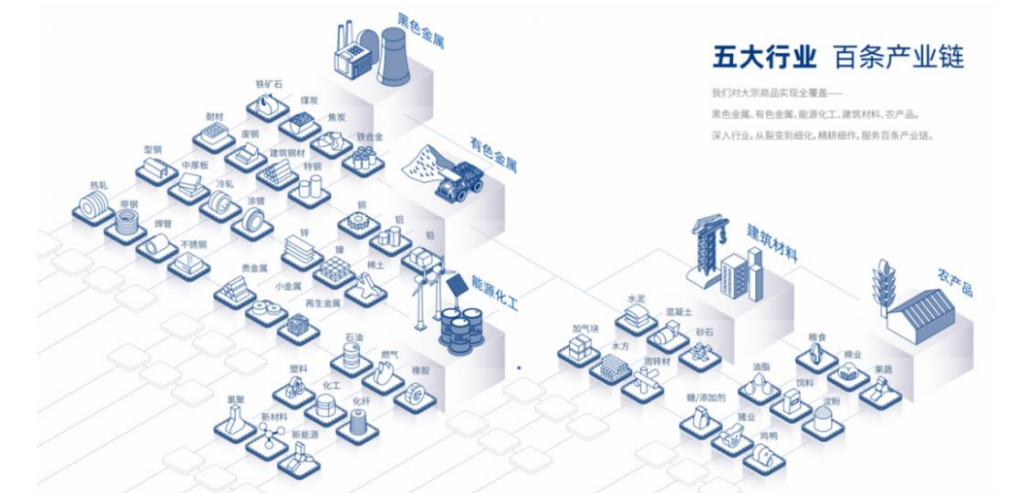 五大行业 百条产业链
我们对大宗商品实现全覆盖——
黑色金属、有色金属、能源化工、建筑材料、农产品。
深入行业,从裂变到细化,精耕细作,服务百条产业链。
黑色金属
铁矿石
煤炭
焦炭
铁合金
耐材
废钢
建筑钢材
特钢
型钢
中厚板
冷轧
涂镀
热轧
带钢
焊管
不锈钢
有色金属
铜
铝
铅
锌
镍
稀土
贵金属
小金属
再生金属
能源化工
石油
燃气
橡胶
塑料
化工
化纤
氯聚
新材料
新能源
建筑材料
水泥
混凝土
砂石
加气块
木方
周转材
农产品
粮食
棉业
果蔬
油脂
饲料
淀粉
糖/添加剂
猪业
鸡鸭